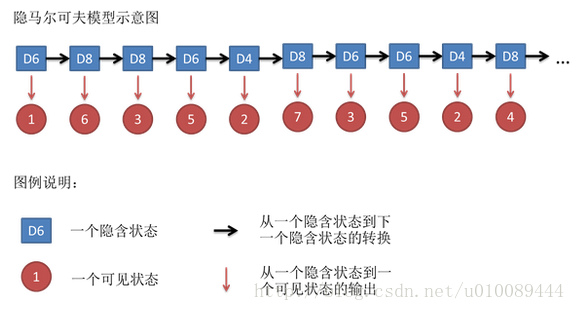 隐马尔可夫模型示意图
D6 D8 D8 D6 D4 D8 D6 D6 D4 D8 ...
1 6 3 5 2 7 3 5 2 4
图例说明：
D6 一个隐含状态 从一个隐含状态到下
一个隐含状态的转换
1 一个可见状态 从一个隐含状态到一
个可见状态的输出
http://blog.csdn.net/u010089444